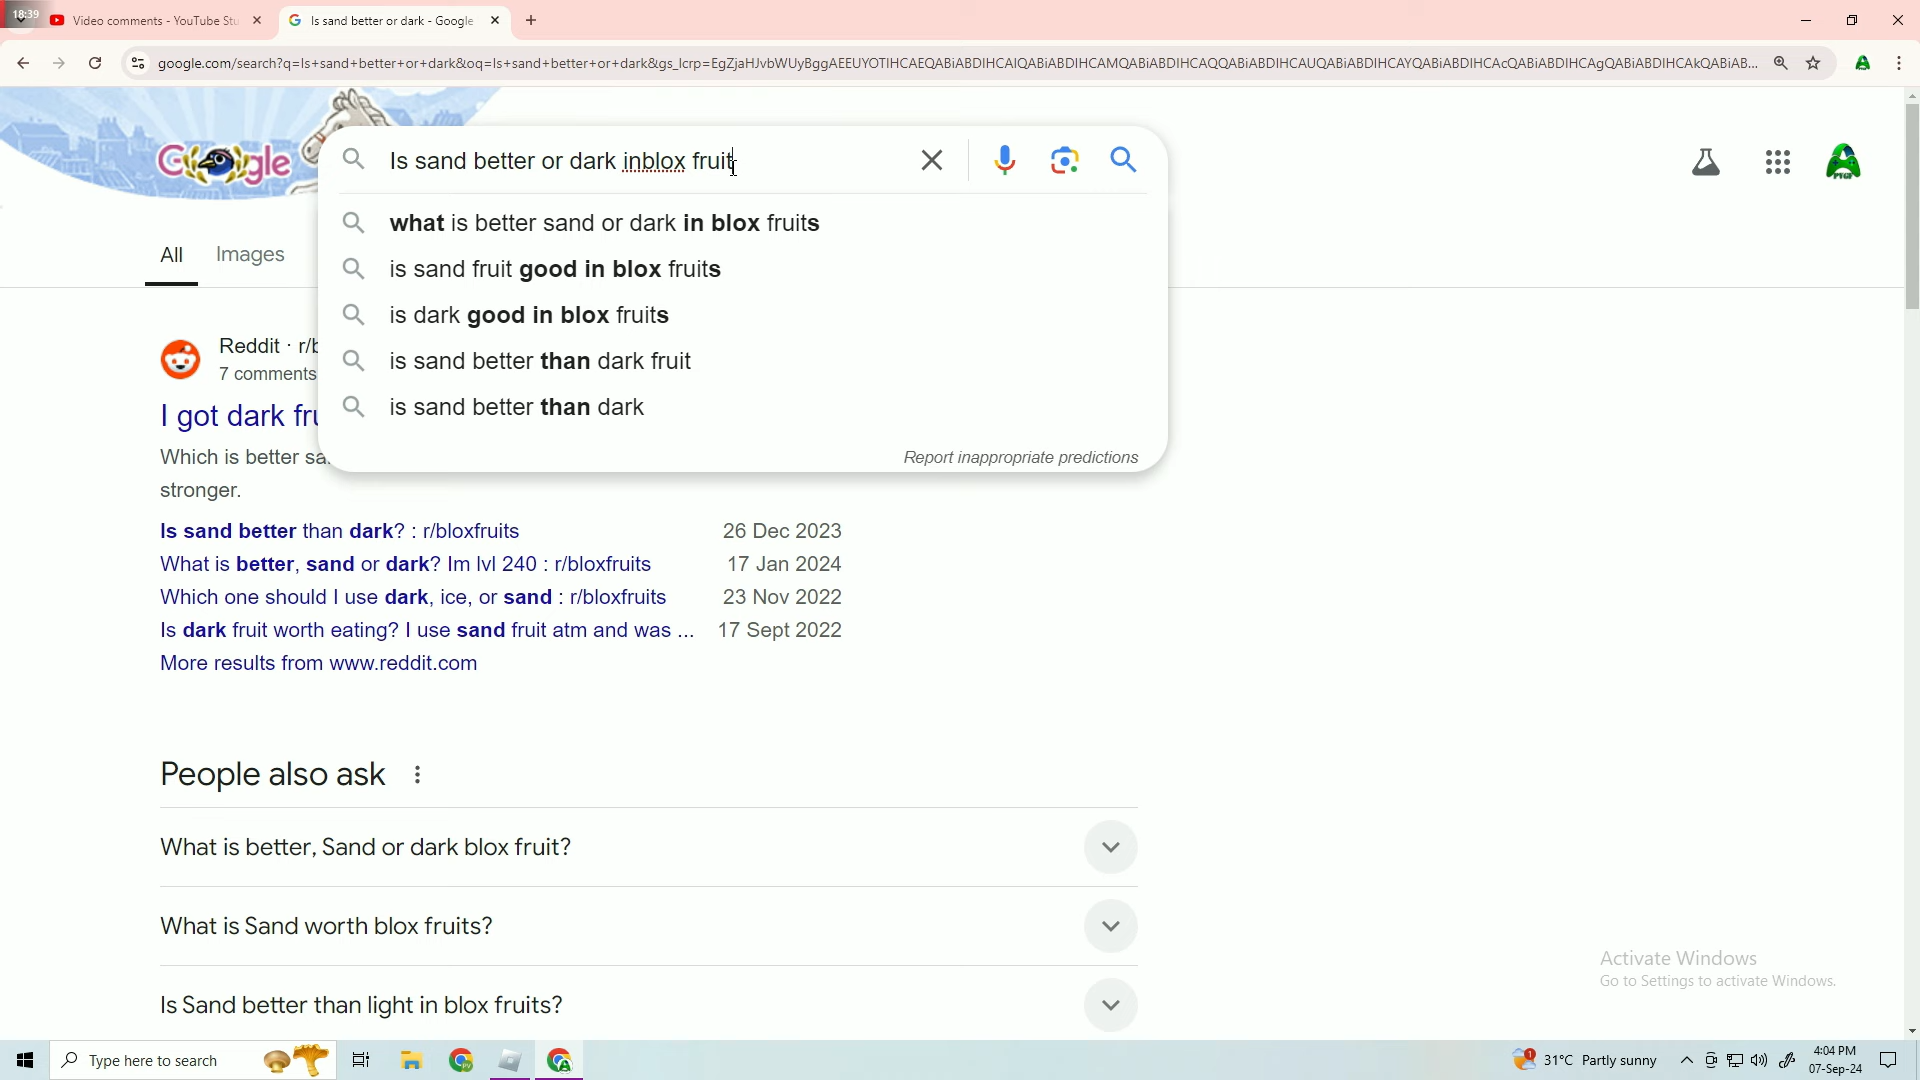 18:39
Video comments - YouTube Stu
Is sand better or dark - Google
google.com/search?q=Is+sand+better+or+dark&oq=Is+sand+better+or+dark&gs_lcrp=EgZjaHJvbWUyBggAEEUYOTIHCAEQABiABDIHCAIQABiABDIHCAMQABiABDIHCAQQABiABDIHCAUQABiABDIHCAYQABiABDIHCAcQABiABDIHCAgQABiABDIHCAkQABiAB...
Google
Is sand better or dark inblox fruit
PVGF
what is better sand or dark in blox fruits
All Images
is sand fruit good in blox fruits
is dark good in blox fruits
Reddit · r/b
is sand better than dark fruit
7 comments
is sand better than dark
I got dark fru
Which is better sa
Report inappropriate predictions
stronger.
Is sand better than dark? : r/bloxfruits 26 Dec 2023
What is better, sand or dark? Im lvl 240 : r/bloxfruits 17 Jan 2024
Which one should I use dark, ice, or sand : r/bloxfruits 23 Nov 2022
Is dark fruit worth eating? I use sand fruit atm and was ... 17 Sept 2022
More results from www.reddit.com
People also ask
What is better, Sand or dark blox fruit?
What is Sand worth blox fruits?
Is Sand better than light in blox fruits?
Activate Windows
Go to Settings to activate Windows.
Type here to search
1
31°C Partly sunny
4:04 PM
07-Sep-24